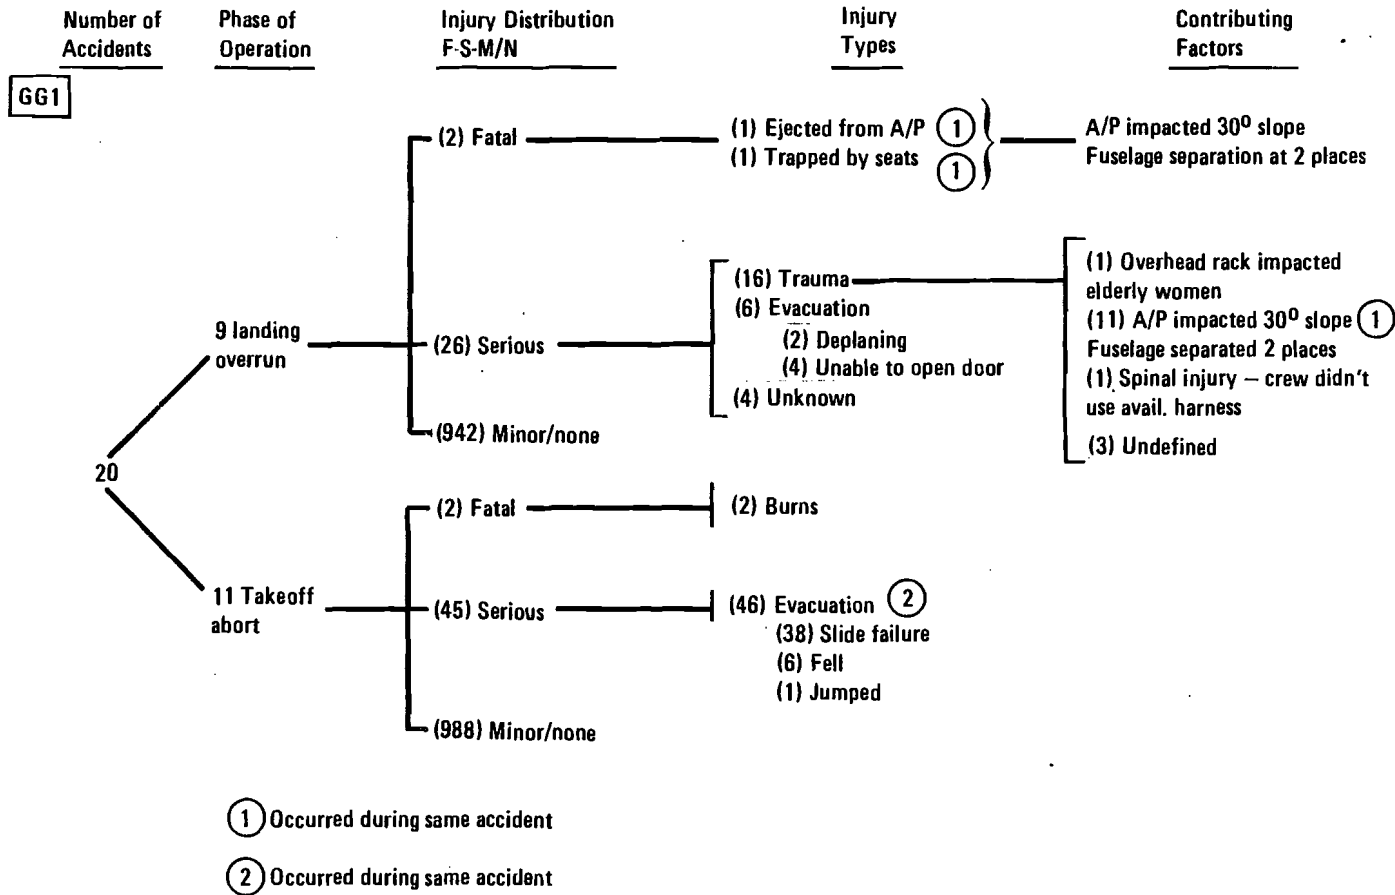 Number of Accidents
Phase of Operation
Injury Distribution F-S-M/N
Injury Types
Contributing Factors
GG1
20
9 landing
overrun
(2) Fatal
(1) Ejected from A/P 1
(1) Trapped by seats 1
A/P impacted 30⁰ slope
Fuselage separation at 2 places
(26) Serious
(16) Trauma
(6) Evacuation
(2) Deplaning
(4) Unable to open door
(4) Unknown
(1) Overhead rack impacted
elderly women
(11) A/P impacted 30⁰ slope 1
Fuselage separated 2 places
(1) Spinal injury – crew didn't
use avail. harness
(3) Undefined
(942) Minor/none
11 Takeoff
abort
(2) Fatal
(2) Burns
(45) Serious
(46) Evacuation 2
(38) Slide failure
(6) Fell
(1) Jumped
(988) Minor/none
1 Occurred during same accident
2 Occurred during same accident